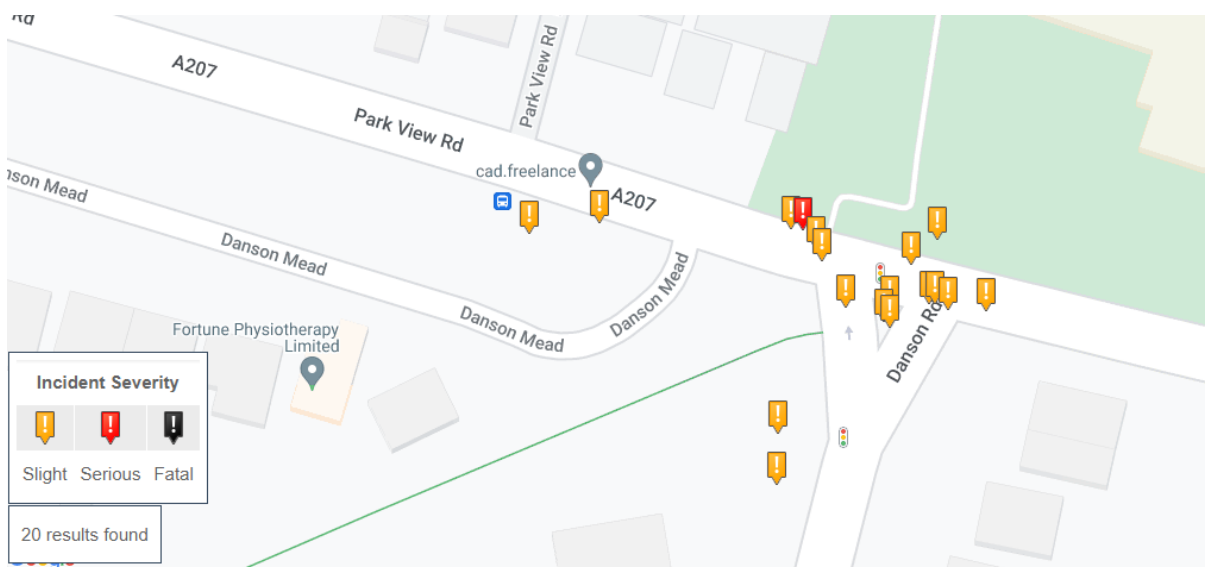 Rd
A207
Park View Rd
Park View Rd
cad.freelance
A207
Danson Mead
Danson Mead
Danson Mead
Danson Mead
Danson Rd
Fortune Physiotherapy
Limited
Incident Severity
Slight Serious Fatal
20 results found